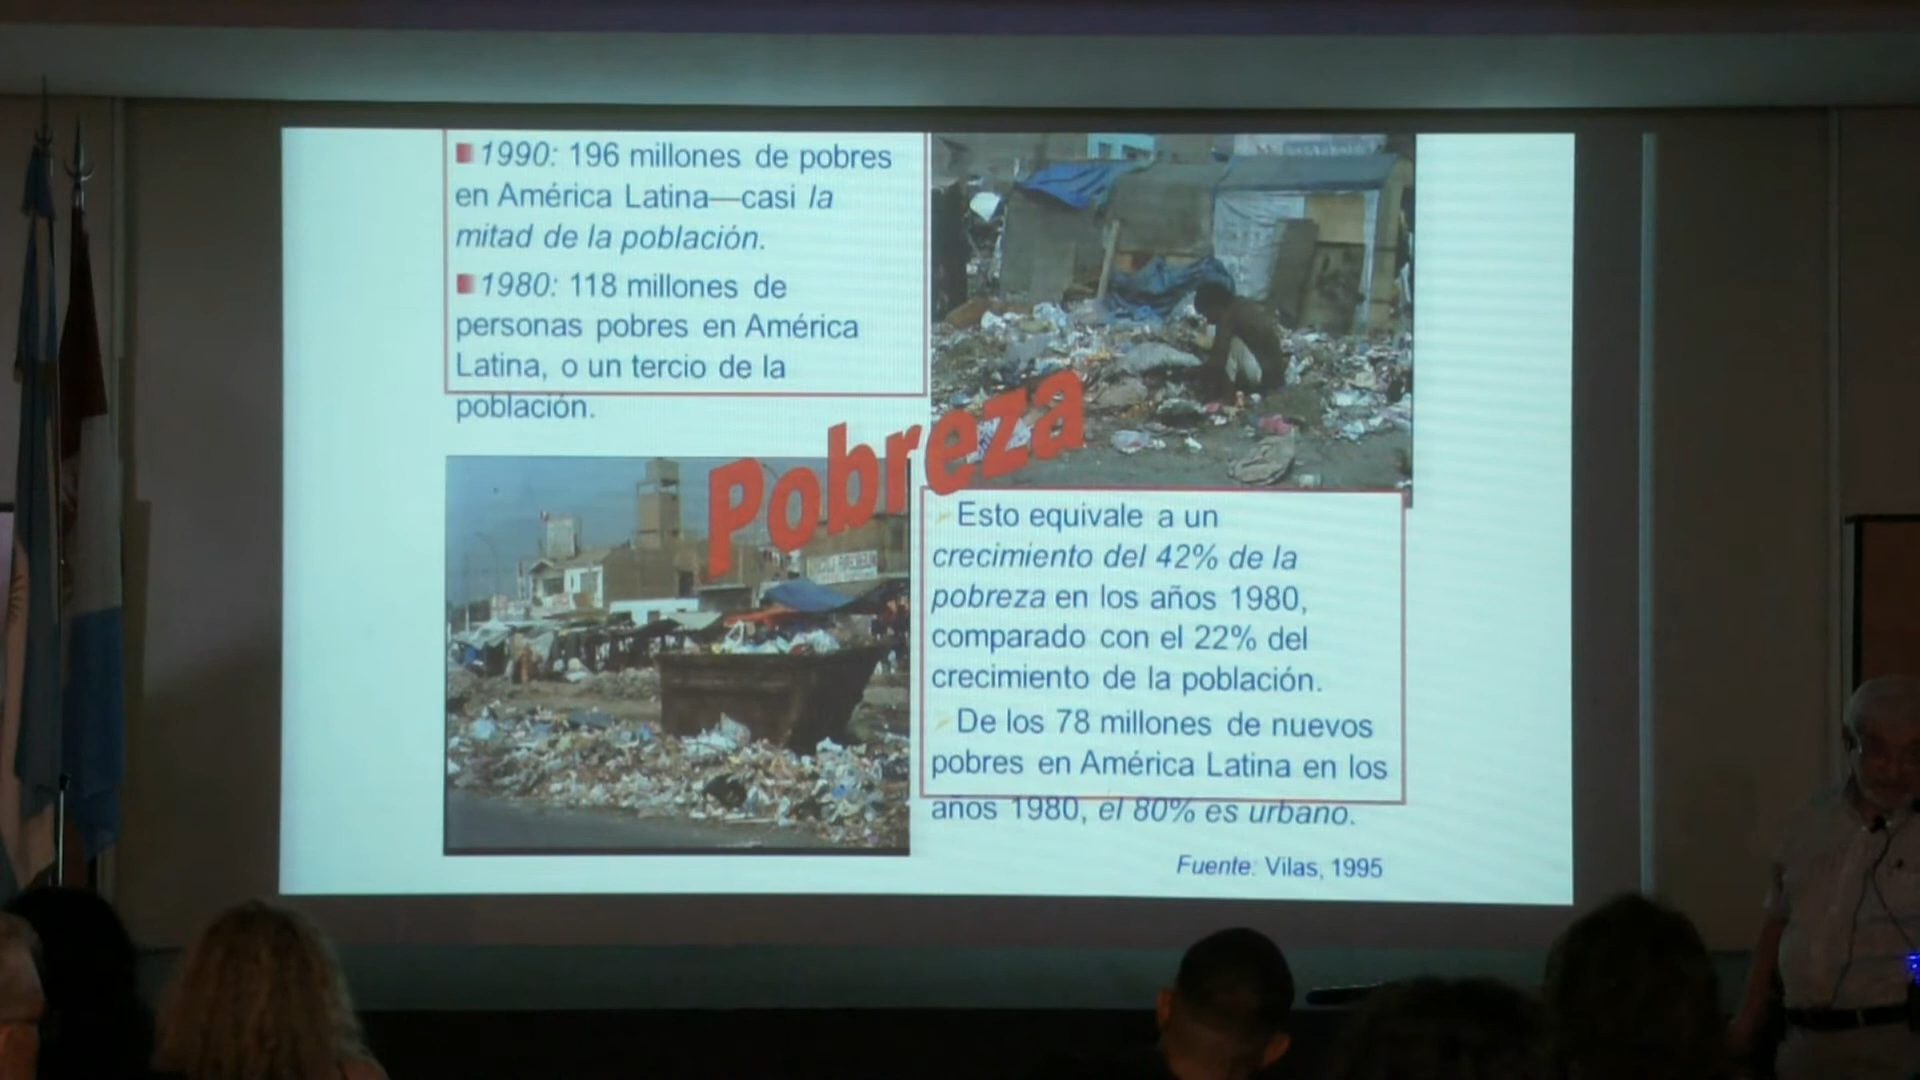 1990: 196 millones de pobres
en América Latina—casi la
mitad de la población.
1980: 118 millones de
personas pobres en América
Latina, o un tercio de la
población.
Pobreza
Esto equivale a un
crecimiento del 42% de la
pobreza en los años 1980,
comparado con el 22% del
crecimiento de la población.
De los 78 millones de nuevos
pobres en América Latina en los
años 1980, el 80% es urbano.
Fuente: Vilas, 1995